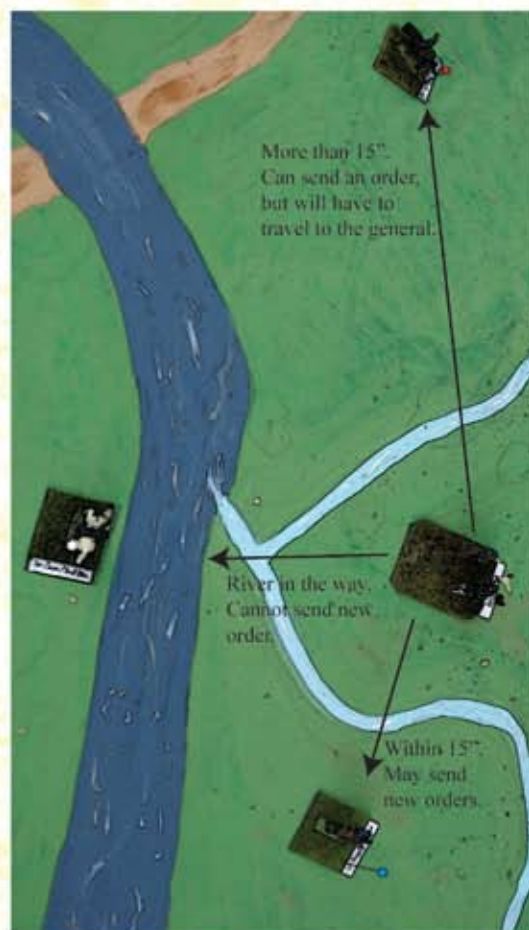 More than 15".
Can send an order,
but will have to
travel to the general.
River in the way.
Cannot send new
order.
Within 15".
May send
new orders.